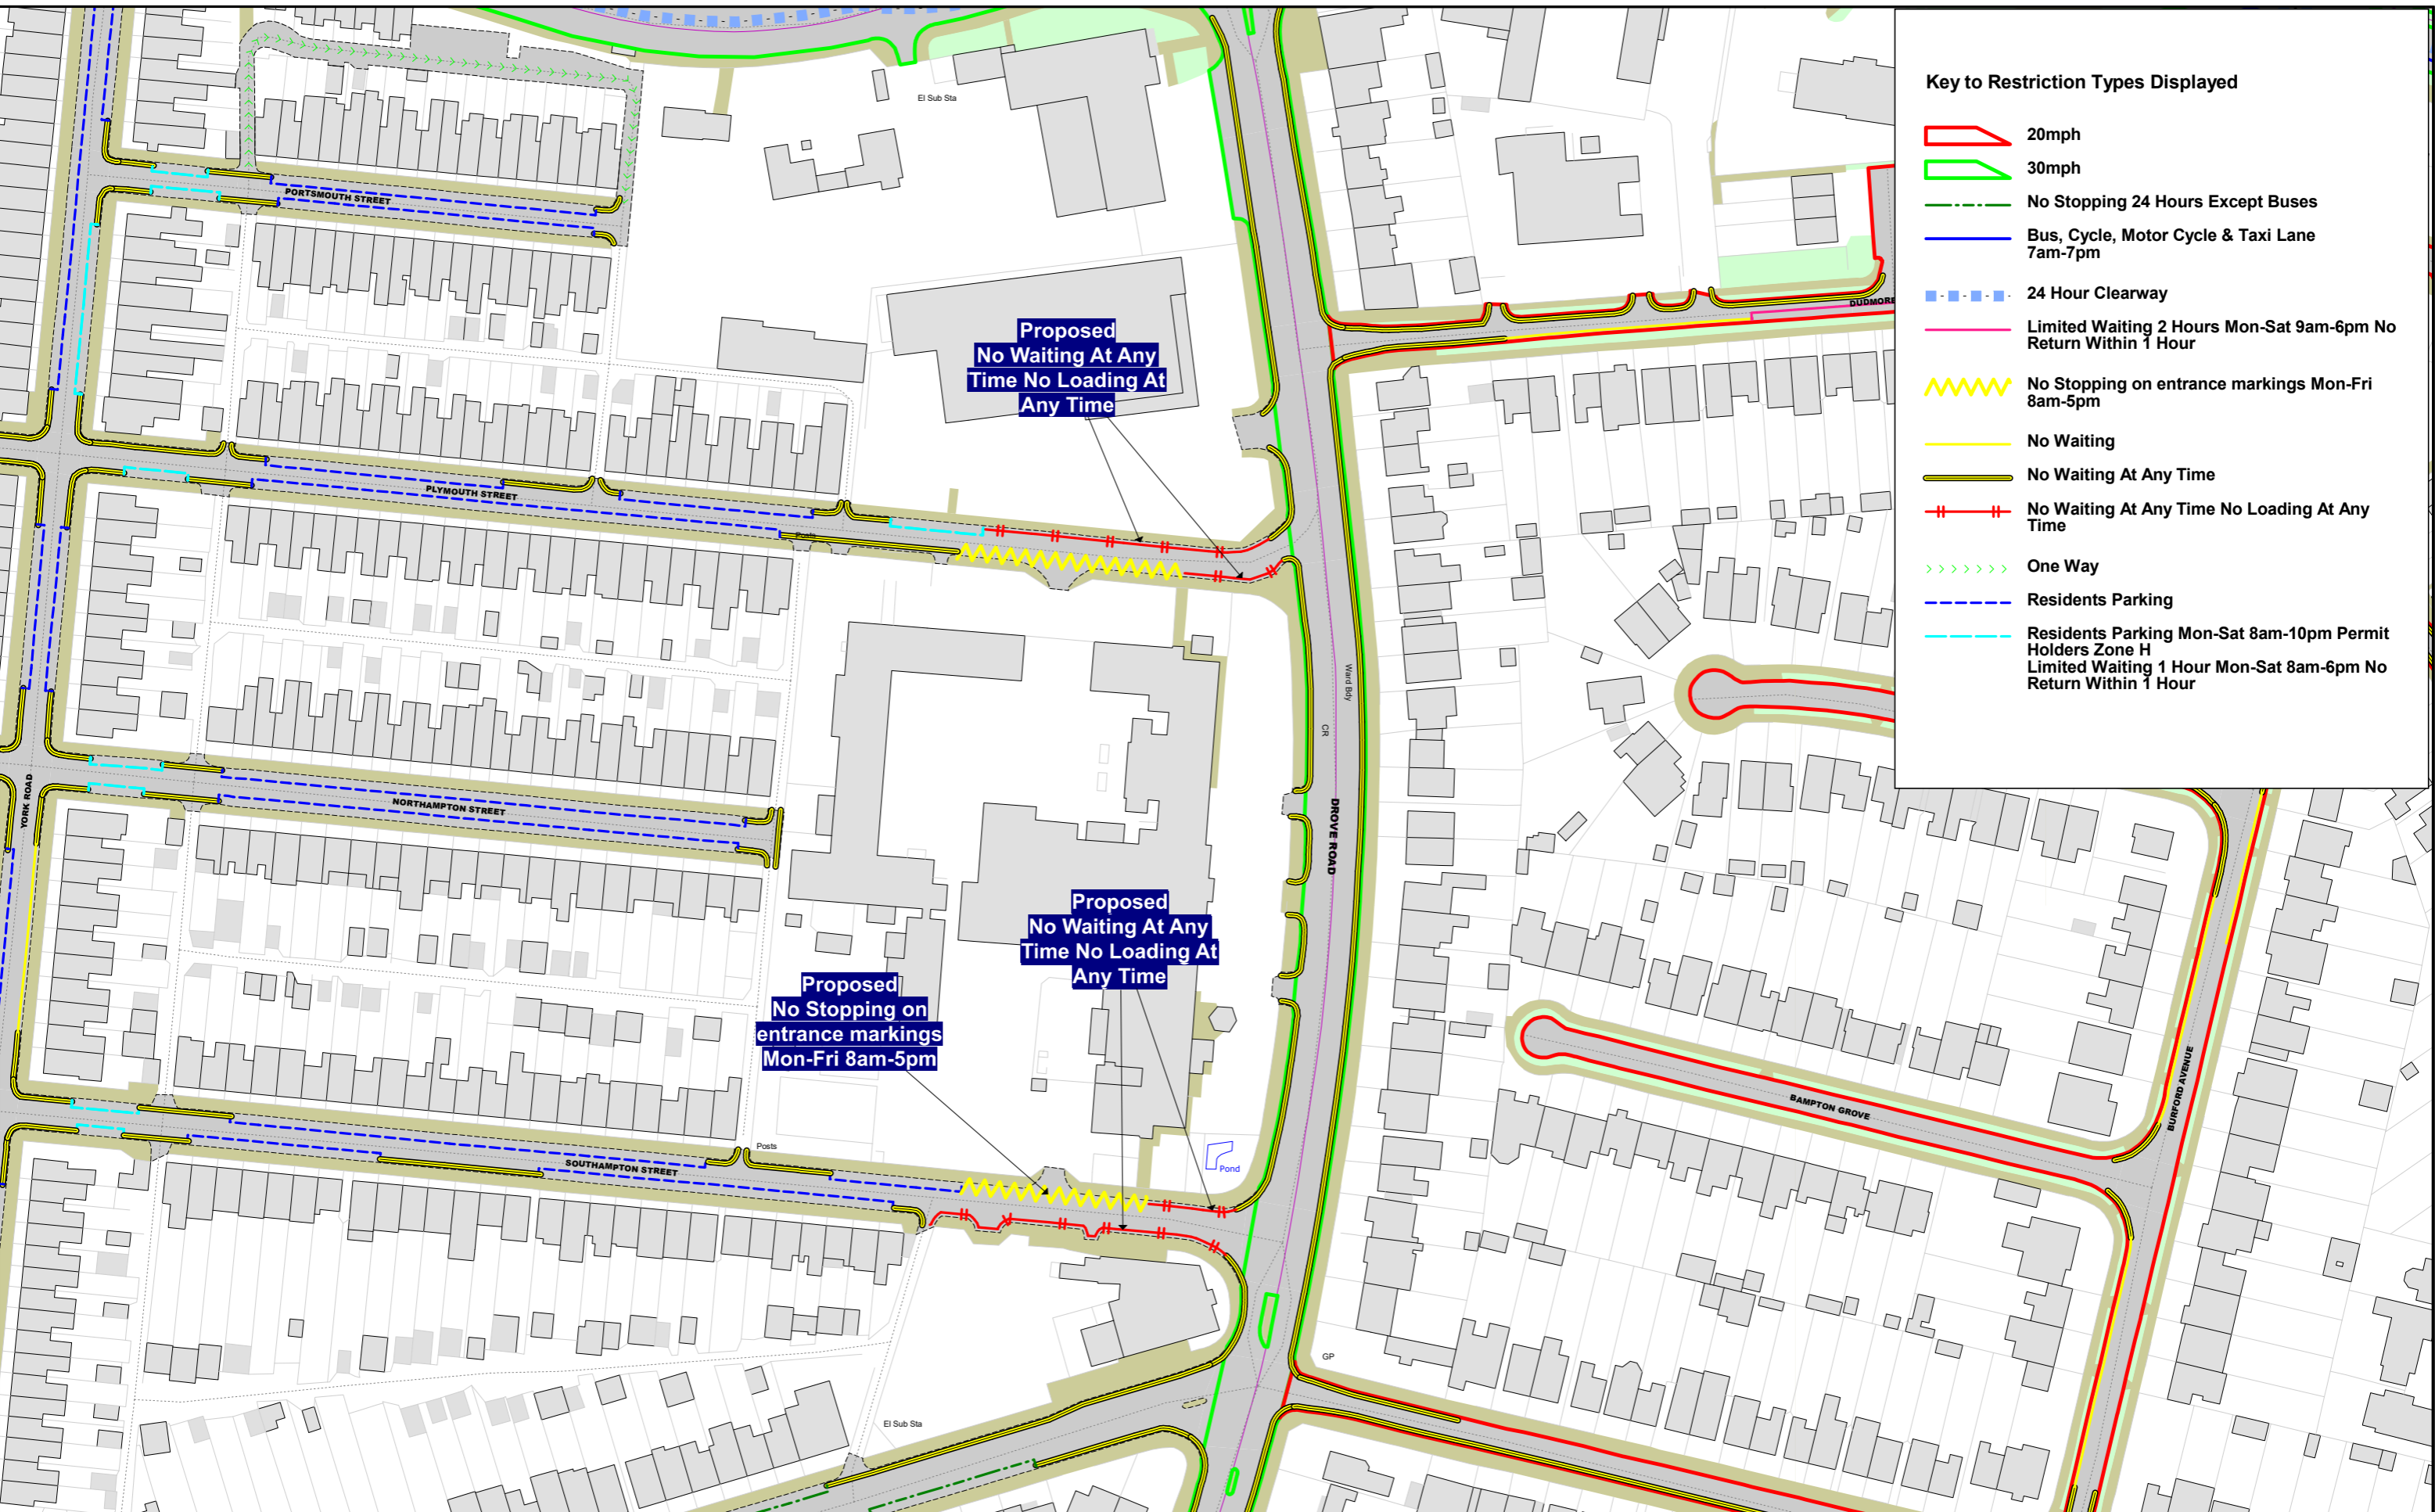 Key to Restriction Types Displayed
20mph
30mph
No Stopping 24 Hours Except Buses
Bus, Cycle, Motor Cycle & Taxi Lane
7am-7pm
24 Hour Clearway
Limited Waiting 2 Hours Mon-Sat 9am-6pm No
Return Within 1 Hour
No Stopping on entrance markings Mon-Fri
8am-5pm
No Waiting
No Waiting At Any Time
No Waiting At Any Time No Loading At Any
Time
One Way
Residents Parking
Residents Parking Mon-Sat 8am-10pm Permit
Holders Zone H
Limited Waiting 1 Hour Mon-Sat 8am-6pm No
Return Within 1 Hour
El Sub Sta
PORTSMOUTH STREET
DUDMORE
Proposed
No Waiting At Any
Time No Loading At
Any Time
PLYMOUTH STREET
Posts
Ward Bdy
CR
DROVE ROAD
YORK ROAD
NORTHAMPTON STREET
Proposed
No Waiting At Any
Time No Loading At
Any Time
Proposed
No Stopping on
entrance markings
Mon-Fri 8am-5pm
BURFORD AVENUE
BAMPTON GROVE
Posts
SOUTHAMPTON STREET
Pond
GP
El Sub Sta